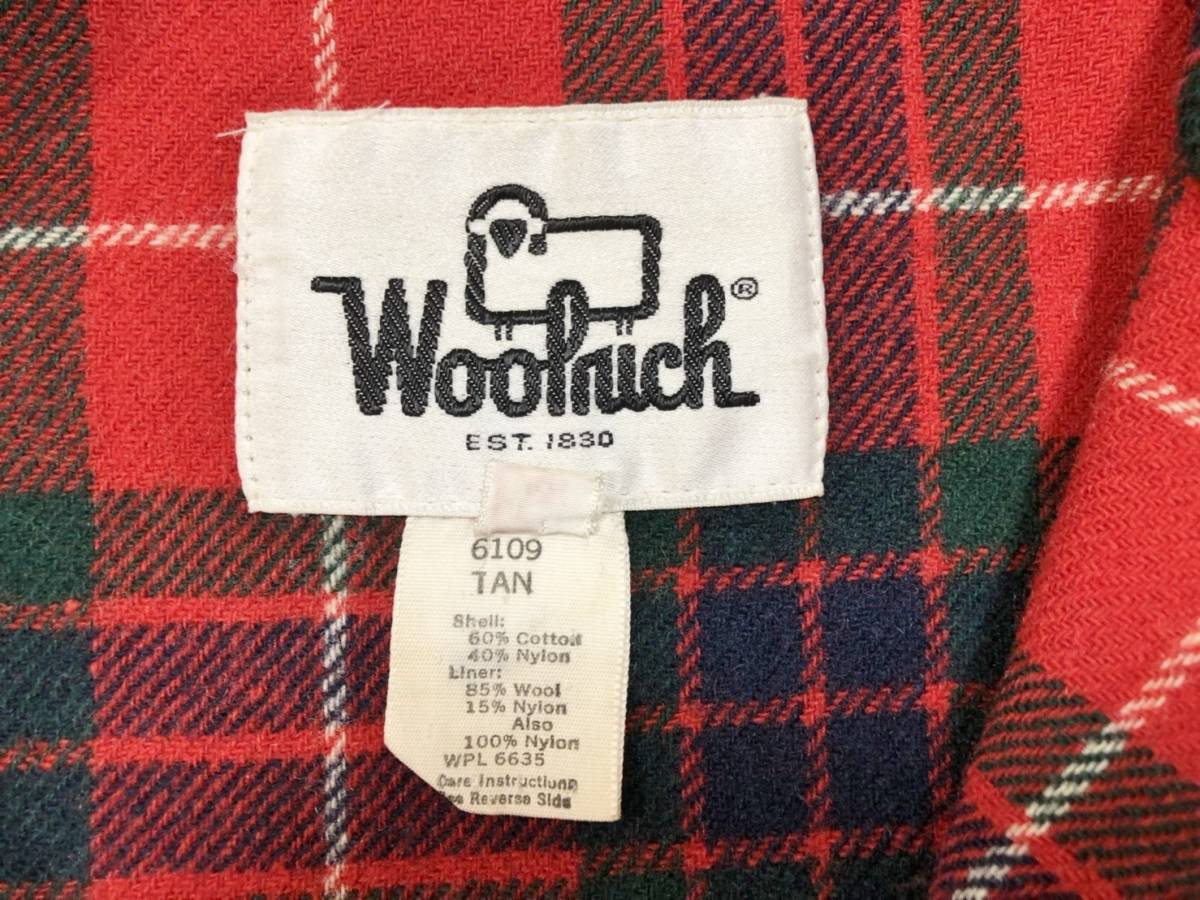 Woolrich®
EST. 1830
6109
TAN
Shell:
60% Cotton
40% Nylon
Liner:
85% Wool
15% Nylon
Also
100% Nylon
WPL 6635
Care Instructions
See Reverse Side